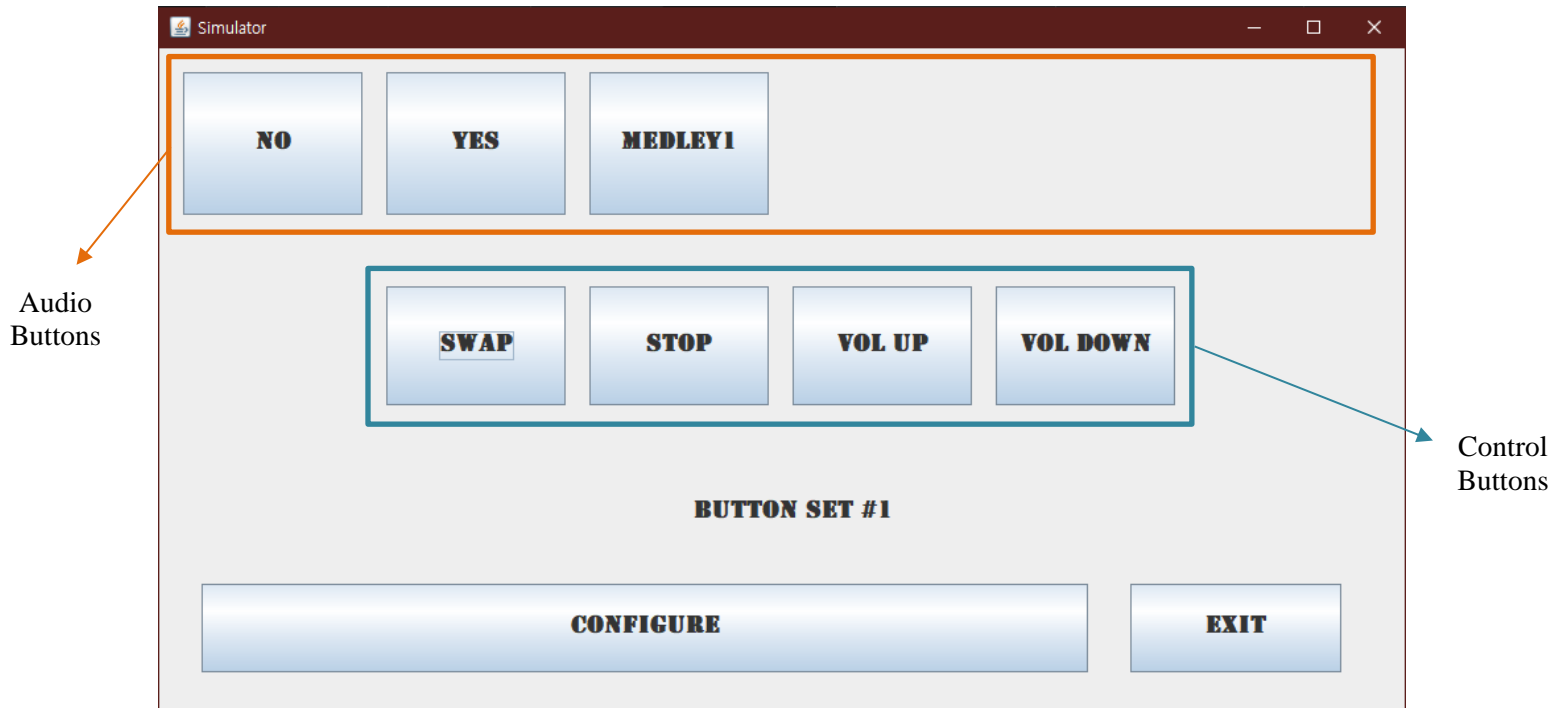 Simulator
NO YES MEDLEY1
Audio
Buttons
SWAP STOP VOL UP VOL DOWN
Control
Buttons
BUTTON SET #1
CONFIGURE EXIT